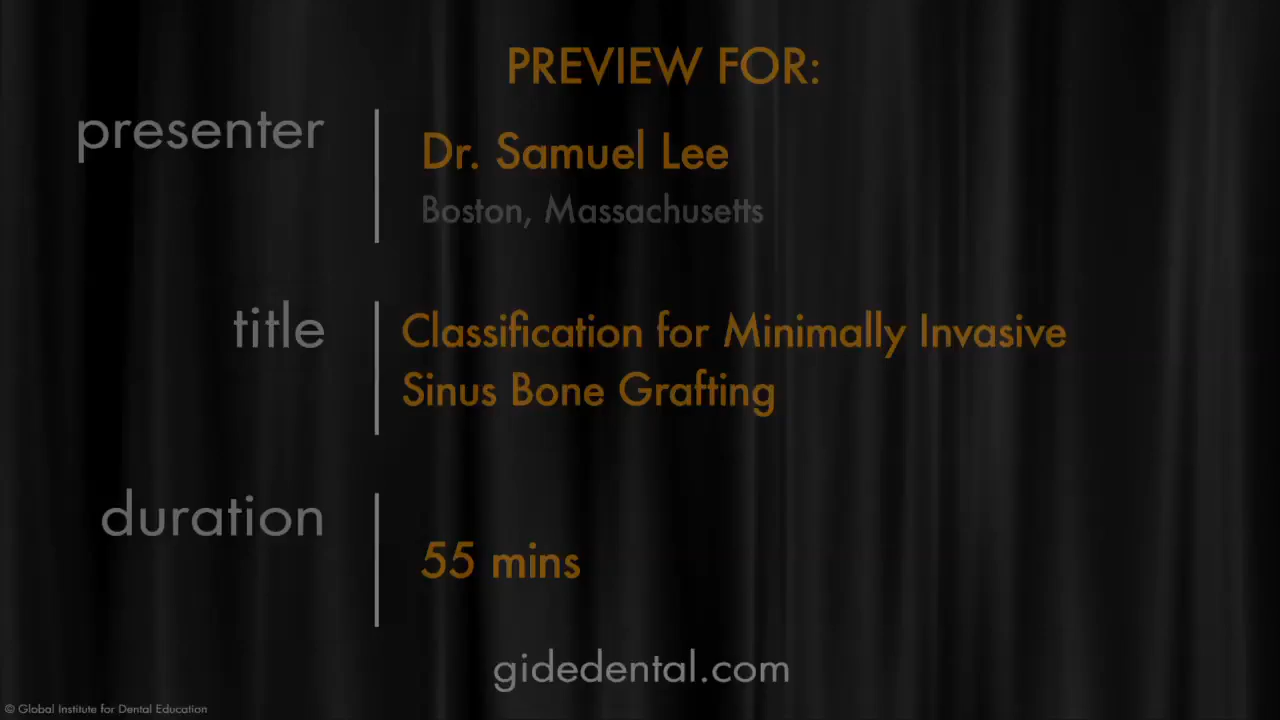 PREVIEW FOR:
presenter
Dr. Samuel Lee
Boston, Massachusetts
title
Classification for Minimally Invasive
Sinus Bone Grafting
duration
55 mins
gidedental.com
© Global Institute for Dental Education